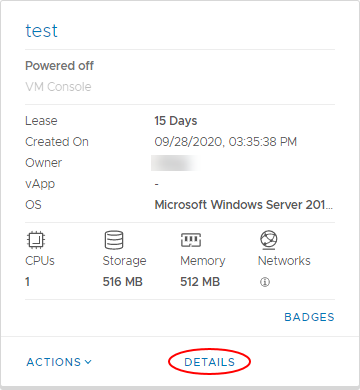 test
Powered off
VM Console
Lease 15 Days
Created On 09/28/2020, 03:35:38 PM
Owner
vApp -
OS Microsoft Windows Server 201...
CPUs Storage Memory Networks
1 516 MB 512 MB
BADGES
ACTIONS DETAILS